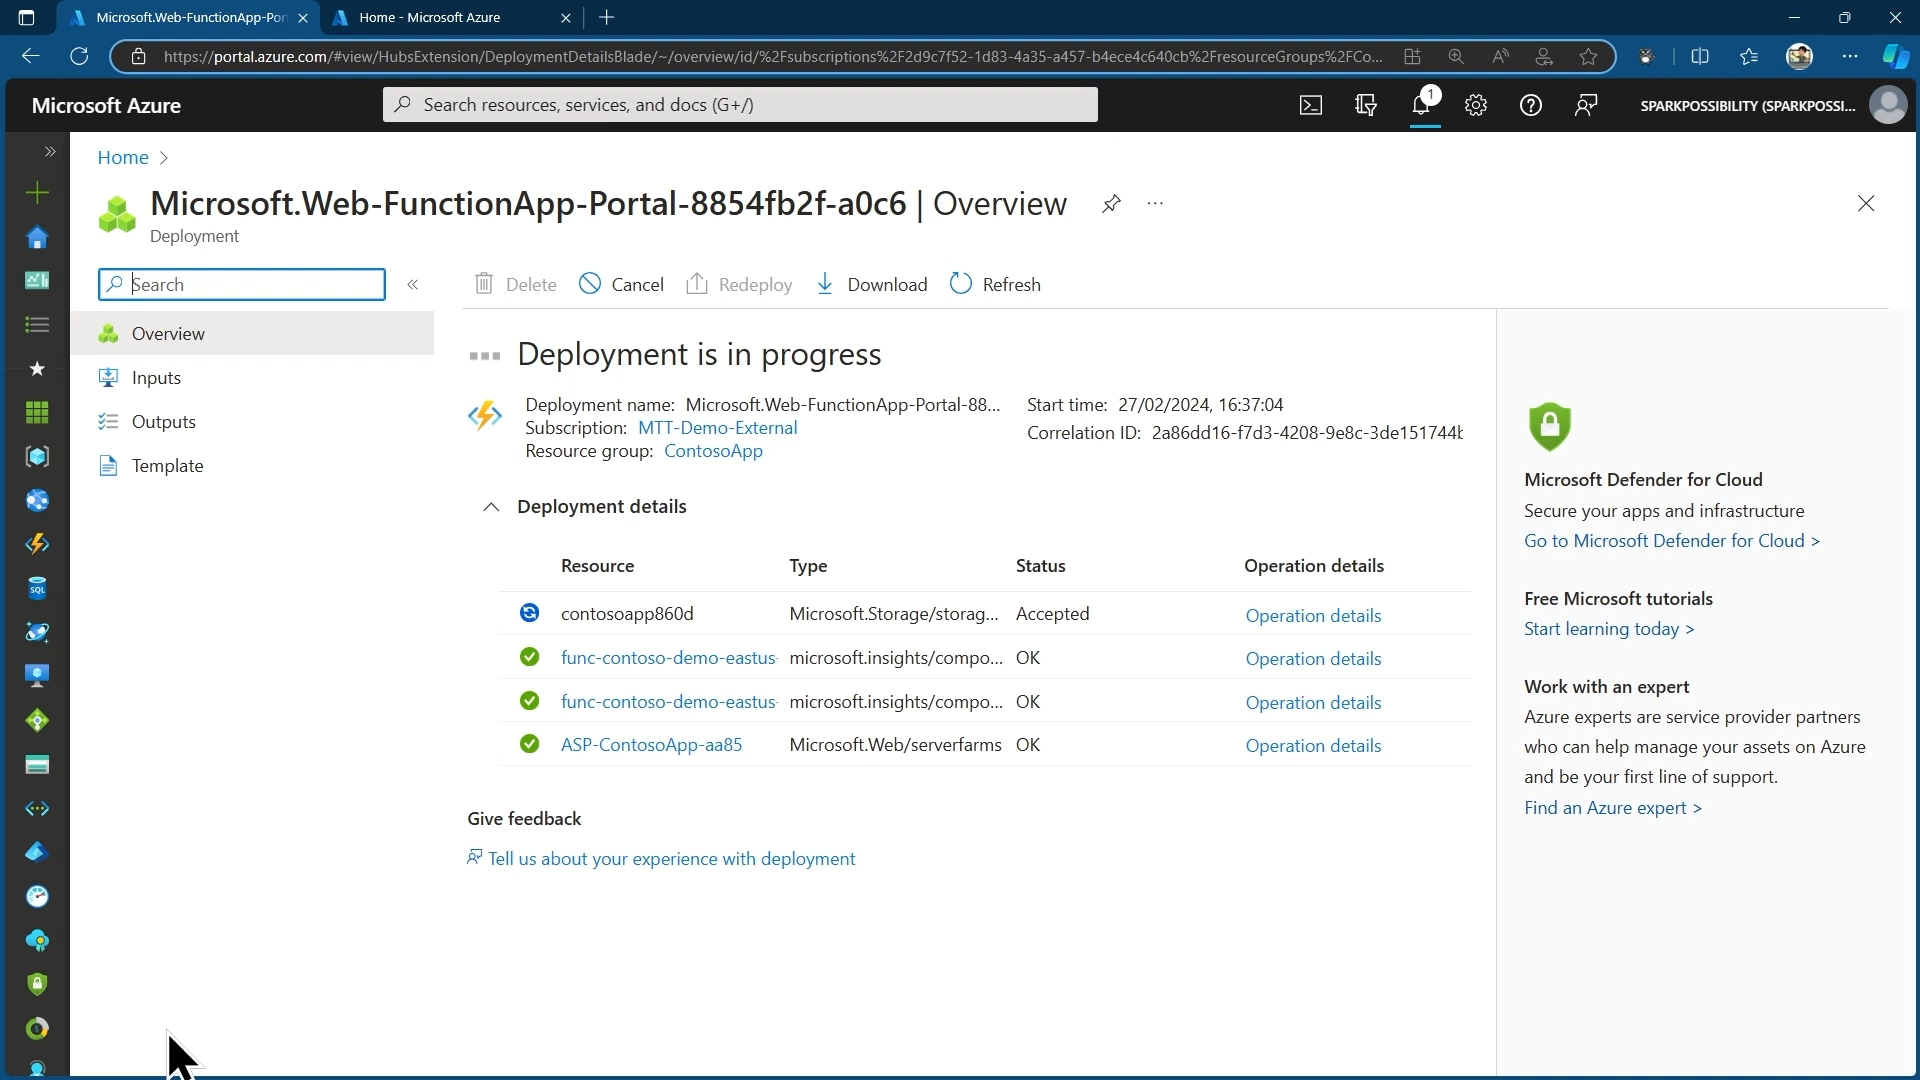 Microsoft.Web-FunctionApp-Por
Home - Microsoft Azure
https://portal.azure.com/#view/HubsExtension/DeploymentDetailsBlade/~/overview/id/%2Fsubscriptions%2F2d9c7f52-1d83-4a35-a457-b4ece4c640cb%2FresourceGroups%2FCo...
Microsoft Azure
Search resources, services, and docs (G+/)
1
SPARKPOSSIBILITY (SPARKPOSSI...
Home
Microsoft.Web-FunctionApp-Portal-8854fb2f-a0c6 | Overview
Deployment
Search
Delete
Cancel
Redeploy
Download
Refresh
Overview
Inputs
Outputs
Template
Deployment is in progress
Deployment name: Microsoft.Web-FunctionApp-Portal-88...
Subscription: MTT-Demo-External
Resource group: ContosoApp
Start time: 27/02/2024, 16:37:04
Correlation ID: 2a86dd16-f7d3-4208-9e8c-3de151744b
Deployment details
Resource Type Status Operation details
contosoapp860d Microsoft.Storage/storag... Accepted Operation details
func-contoso-demo-eastus- microsoft.insights/compo... OK Operation details
func-contoso-demo-eastus- microsoft.insights/compo... OK Operation details
ASP-ContosoApp-aa85 Microsoft.Web/serverfarms OK Operation details
Give feedback
Tell us about your experience with deployment
Microsoft Defender for Cloud
Secure your apps and infrastructure
Go to Microsoft Defender for Cloud >
Free Microsoft tutorials
Start learning today >
Work with an expert
Azure experts are service provider partners
who can help manage your assets on Azure
and be your first line of support.
Find an Azure expert >
SQL